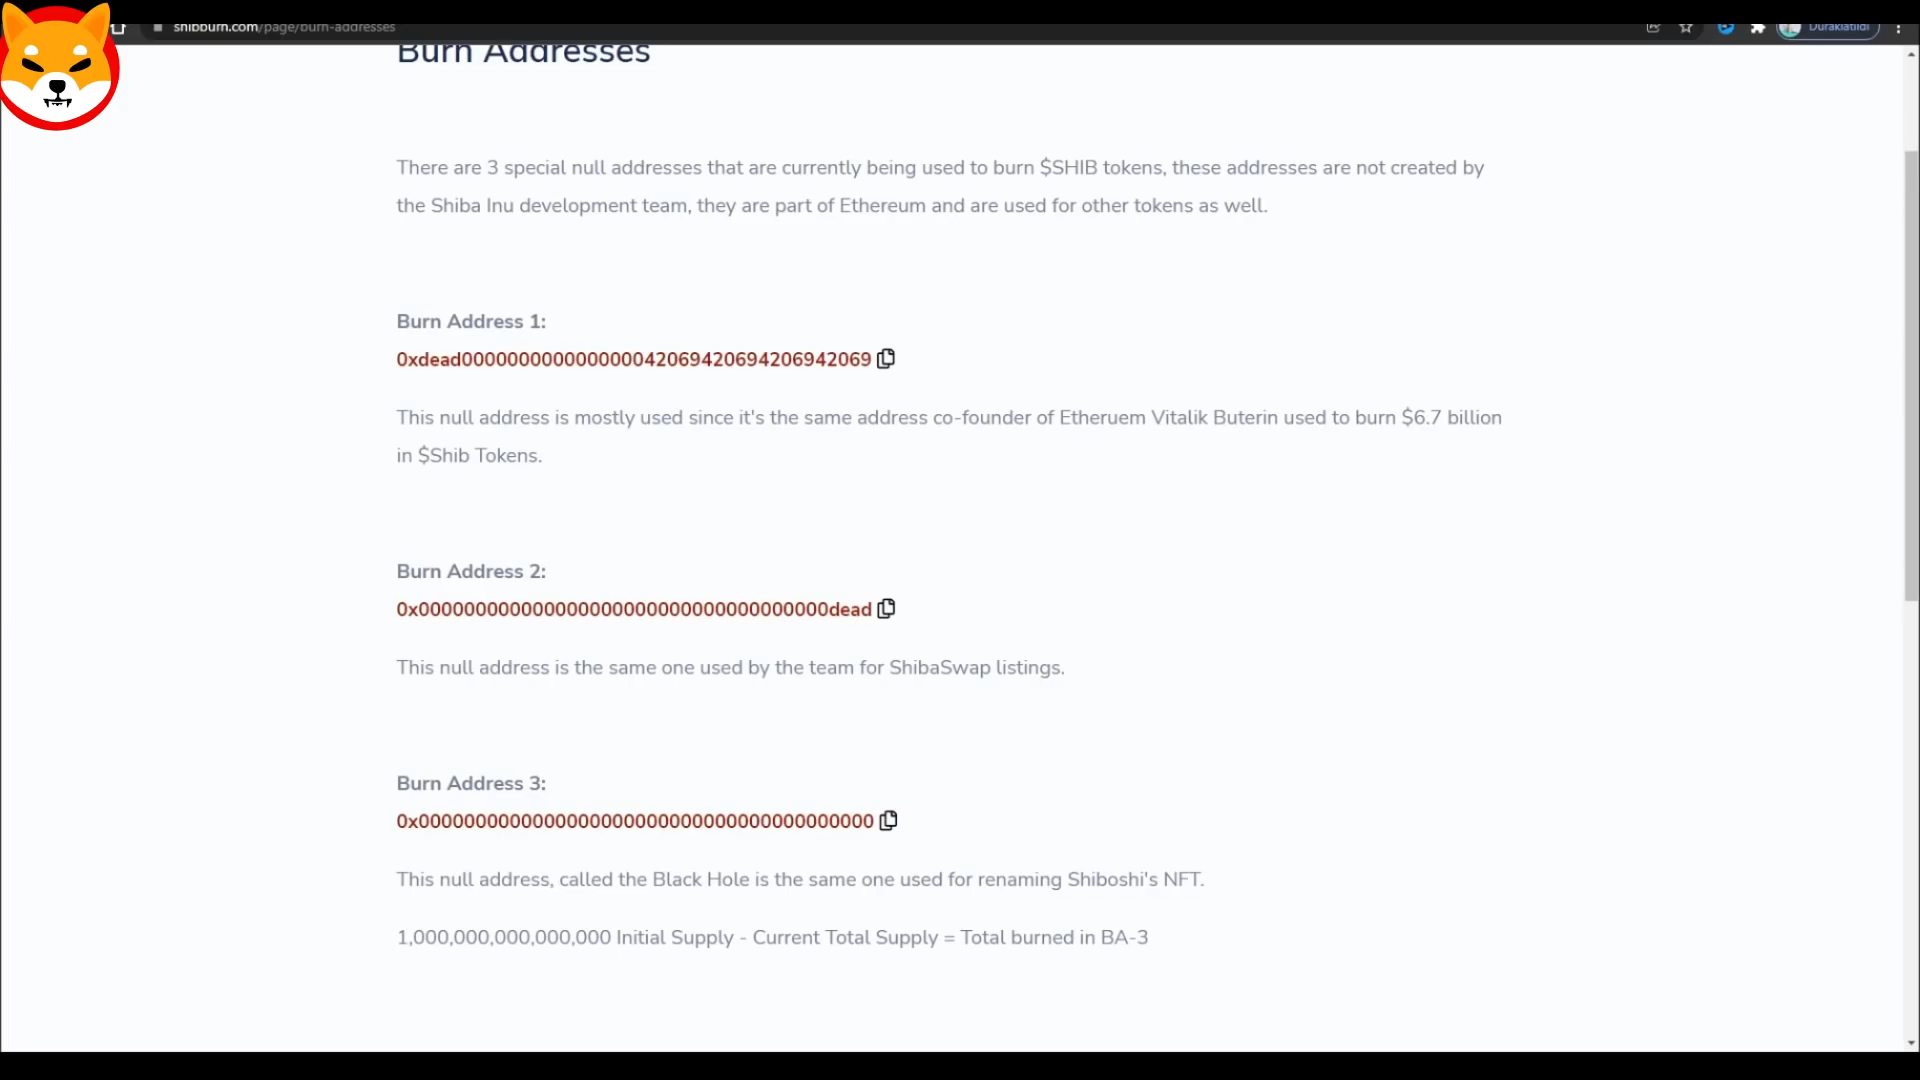 shibburn.com/page/burn-addresses
Duraklatıldı
Burn Addresses
There are 3 special null addresses that are currently being used to burn $SHIB tokens, these addresses are not created by
the Shiba Inu development team, they are part of Ethereum and are used for other tokens as well.
Burn Address 1:
0xdead000000000000000042069420694206942069
This null address is mostly used since it's the same address co-founder of Etheruem Vitalik Buterin used to burn $6.7 billion
in $Shib Tokens.
Burn Address 2:
0x000000000000000000000000000000000000dead
This null address is the same one used by the team for ShibaSwap listings.
Burn Address 3:
0x0000000000000000000000000000000000000000
This null address, called the Black Hole is the same one used for renaming Shiboshi's NFT.
1,000,000,000,000,000 Initial Supply - Current Total Supply = Total burned in BA-3